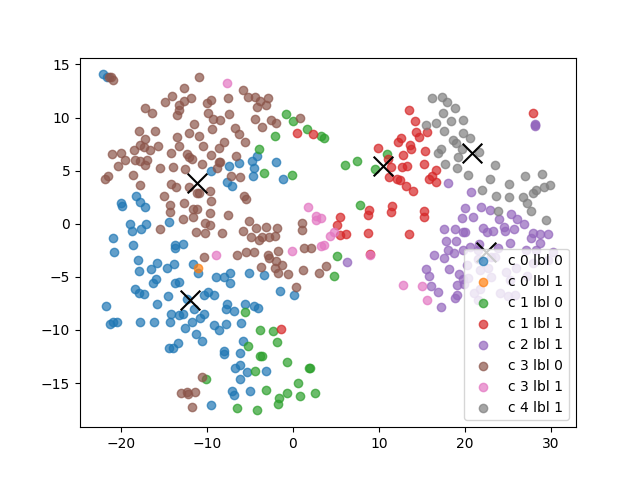 15
10
5
0
−5
−10
−15
−20
−10
0
10
20
30
c 0 lbl 0
c 0 lbl 1
c 1 lbl 0
c 1 lbl 1
c 2 lbl 1
c 3 lbl 0
c 3 lbl 1
c 4 lbl 1